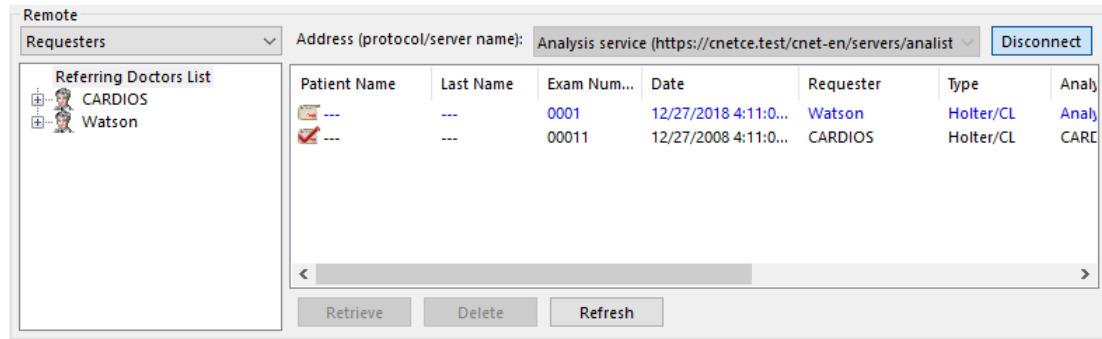 Remote
Requesters
Address (protocol/server name):
Analysis service (https://cnetce.test/cnet-en/servers/analist
Disconnect
Referring Doctors List
CARDIOS
Watson
Patient Name Last Name Exam Num... Date Requester Type Analy
--- --- 0001 12/27/2018 4:11:0... Watson Holter/CL Analy
--- --- 00011 12/27/2008 4:11:0... CARDIOS Holter/CL CARD
Retrieve Delete Refresh